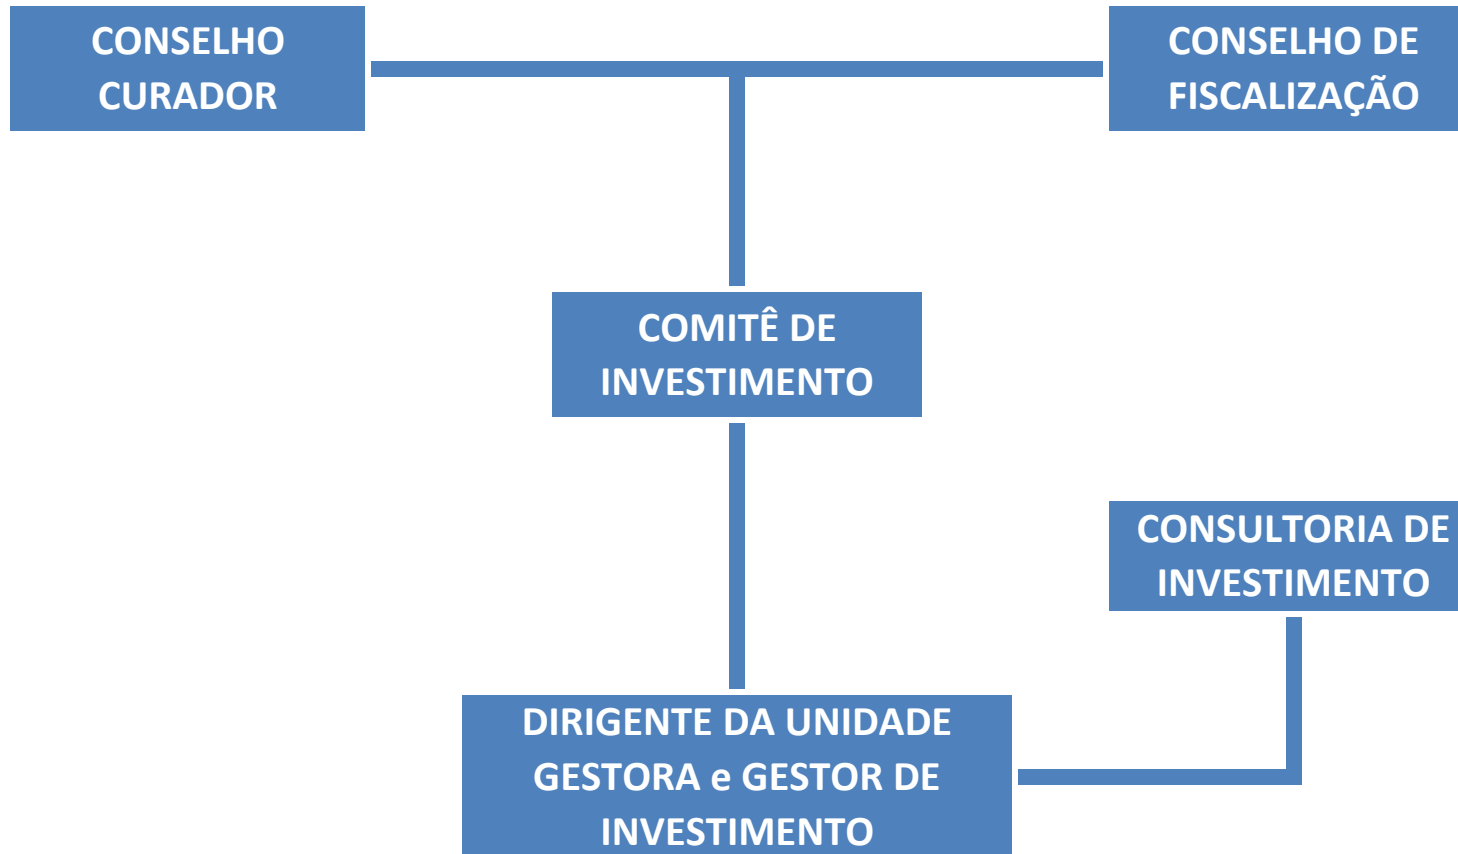 CONSELHO
CURADOR
CONSELHO DE
FISCALIZAÇÃO
COMITÊ DE
INVESTIMENTO
CONSULTORIA DE
INVESTIMENTO
DIRIGENTE DA UNIDADE
GESTORA e GESTOR DE
INVESTIMENTO